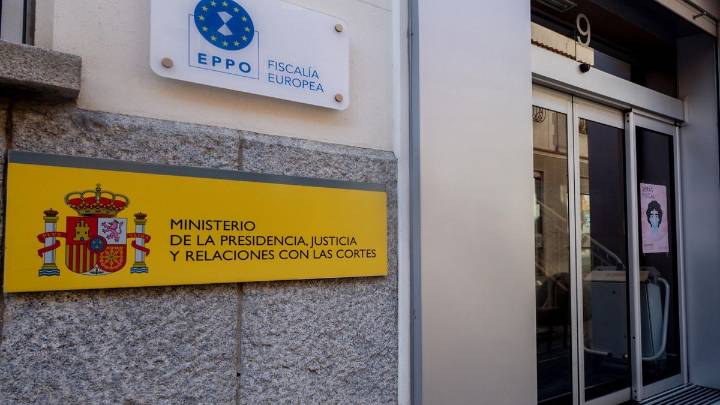 EPPO
FISCALÍA
EUROPEA
MINISTERIO
DE LA PRESIDENCIA, JUSTICIA
Y RELACIONES CON LAS CORTES
9